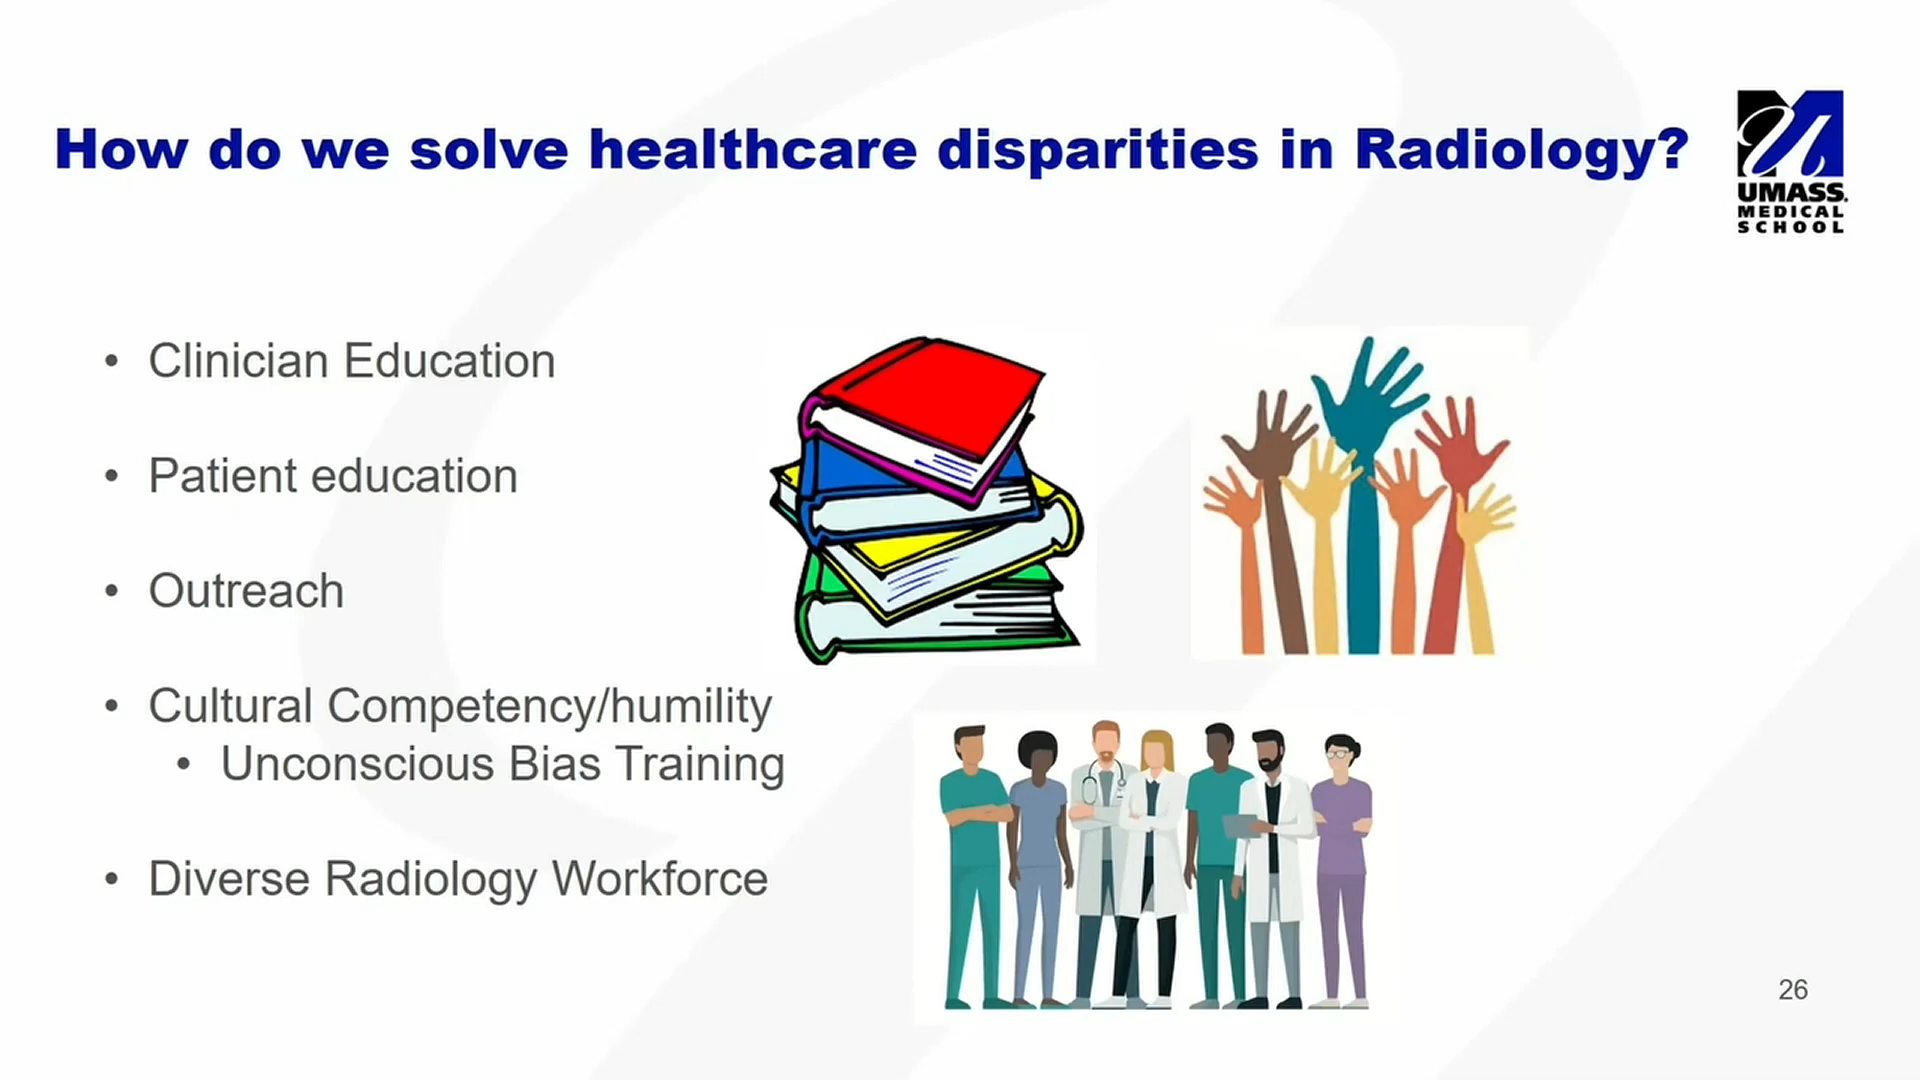 How do we solve healthcare disparities in Radiology?
UMASS.
MEDICAL
SCHOOL
• Clinician Education
• Patient education
• Outreach
• Cultural Competency/humility
• Unconscious Bias Training
• Diverse Radiology Workforce
26